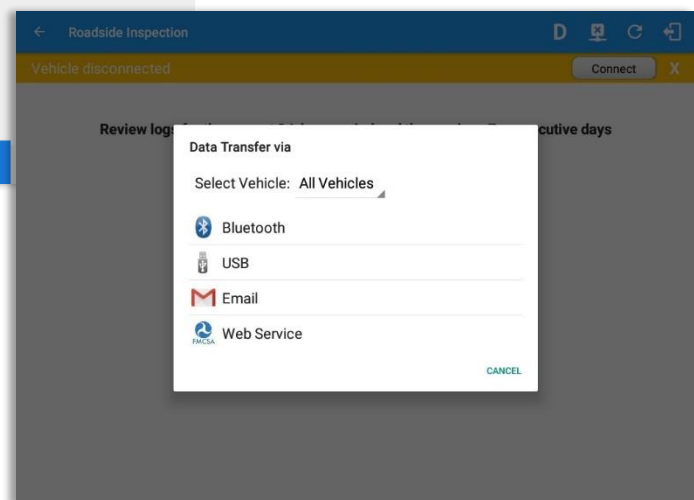 Roadside Inspection D
Vehicle disconnected Connect X
Review logs cutive days
Data Transfer via
Select Vehicle: All Vehicles
Bluetooth
USB
Email
FMCSA Web Service
CANCEL